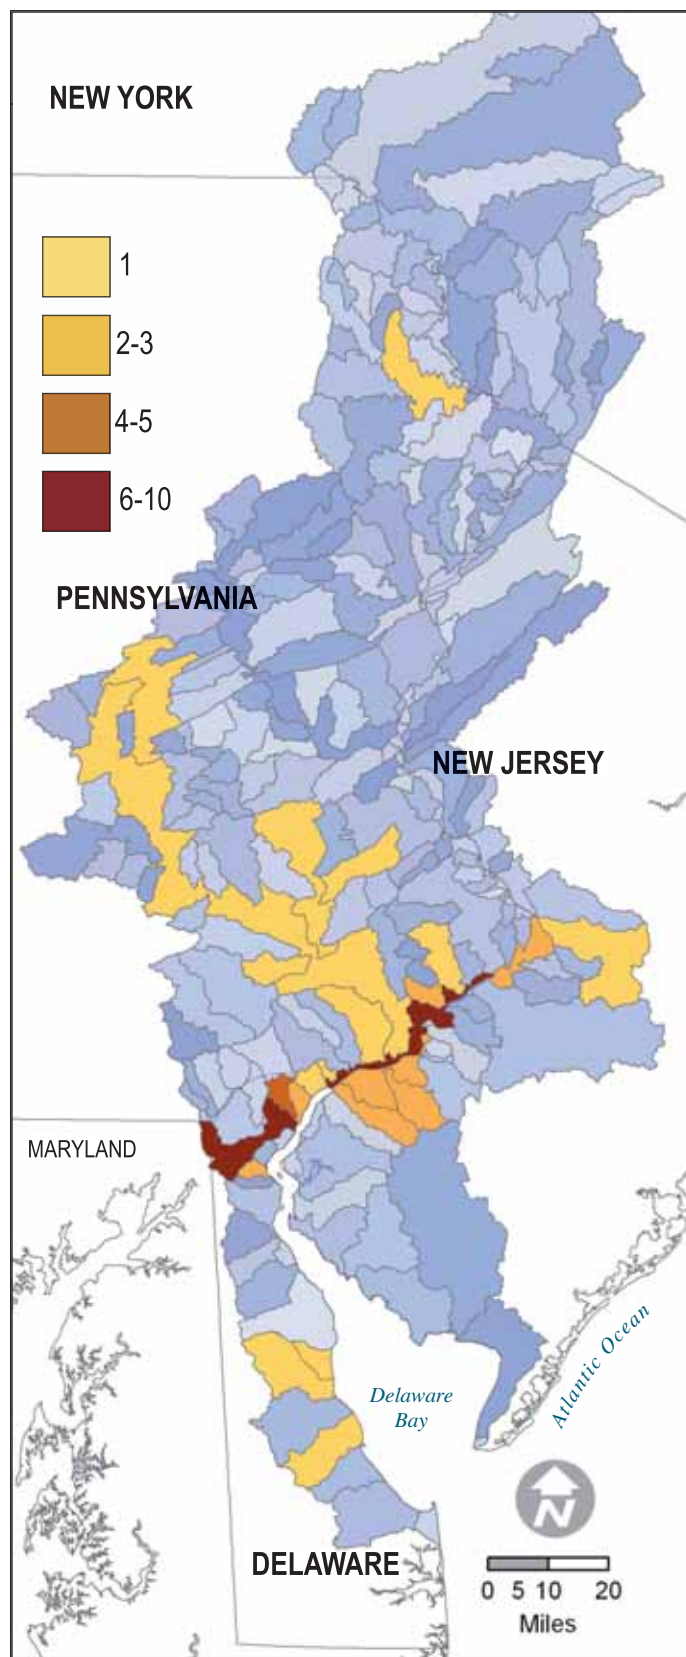 NEW YORK
1
2-3
4-5
6-10
PENNSYLVANIA
NEW JERSEY
MARYLAND
Atlantic Ocean
Delaware
Bay
N
DELAWARE
0 5 10 20
Miles